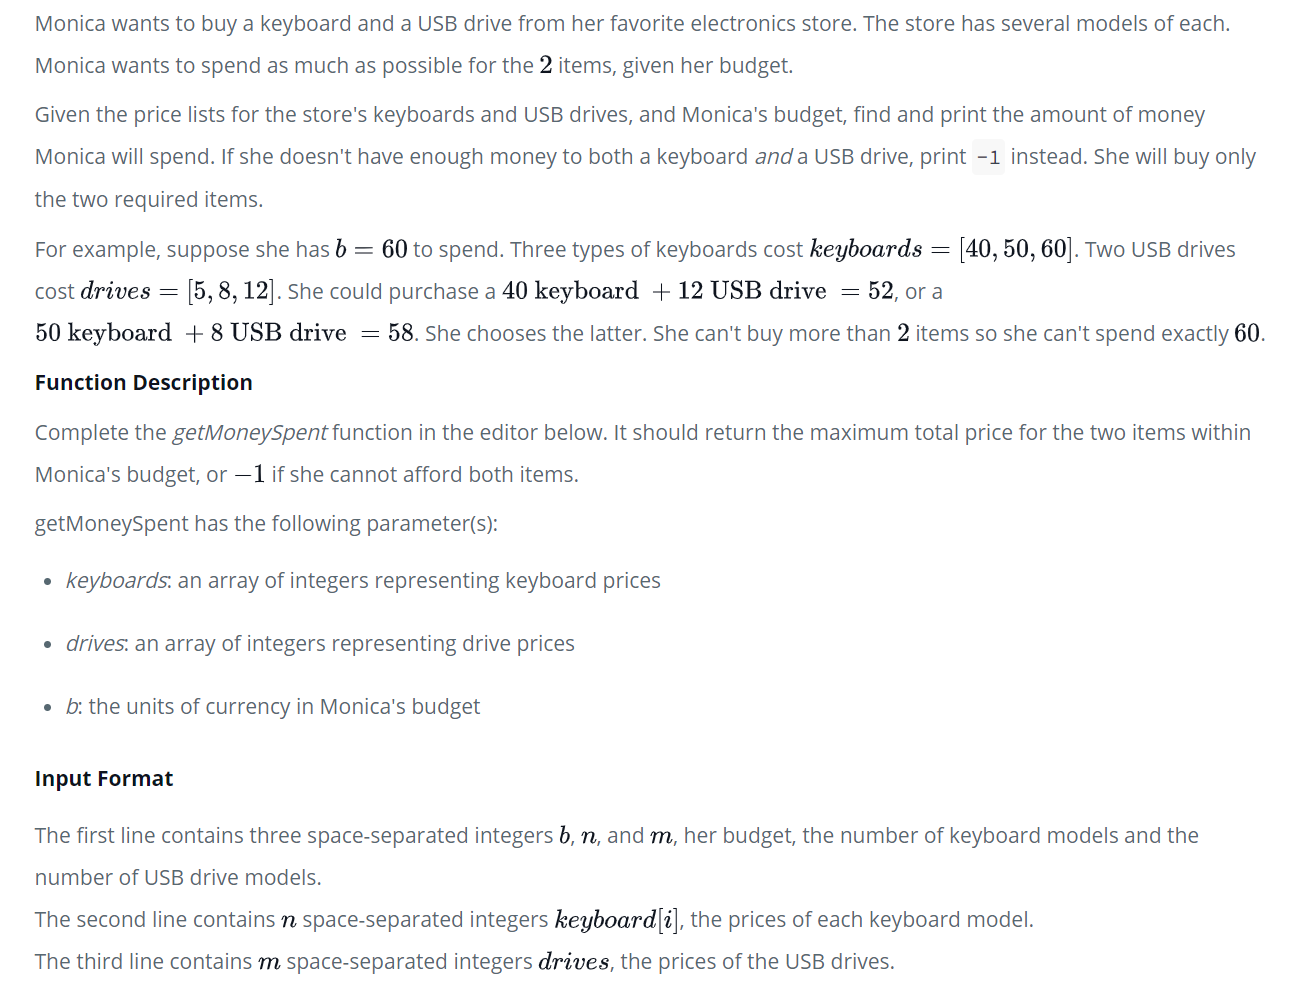 Monica wants to buy a keyboard and a USB drive from her favorite electronics store. The store has several models of each.
Monica wants to spend as much as possible for the 2 items, given her budget.
Given the price lists for the store's keyboards and USB drives, and Monica's budget, find and print the amount of money
Monica will spend. If she doesn't have enough money to both a keyboard and a USB drive, print -1 instead. She will buy only
the two required items.
For example, suppose she has b = 60 to spend. Three types of keyboards cost keyboards = [40, 50, 60]. Two USB drives
cost drives = [5, 8, 12]. She could purchase a 40 keyboard + 12 USB drive = 52, or a
50 keyboard + 8 USB drive = 58. She chooses the latter. She can't buy more than 2 items so she can't spend exactly 60.
Function Description
Complete the getMoneySpent function in the editor below. It should return the maximum total price for the two items within
Monica's budget, or −1 if she cannot afford both items.
getMoneySpent has the following parameter(s):
• keyboards: an array of integers representing keyboard prices
• drives: an array of integers representing drive prices
• b: the units of currency in Monica's budget
Input Format
The first line contains three space-separated integers b, n, and m, her budget, the number of keyboard models and the
number of USB drive models.
The second line contains n space-separated integers keyboard[i], the prices of each keyboard model.
The third line contains m space-separated integers drives, the prices of the USB drives.